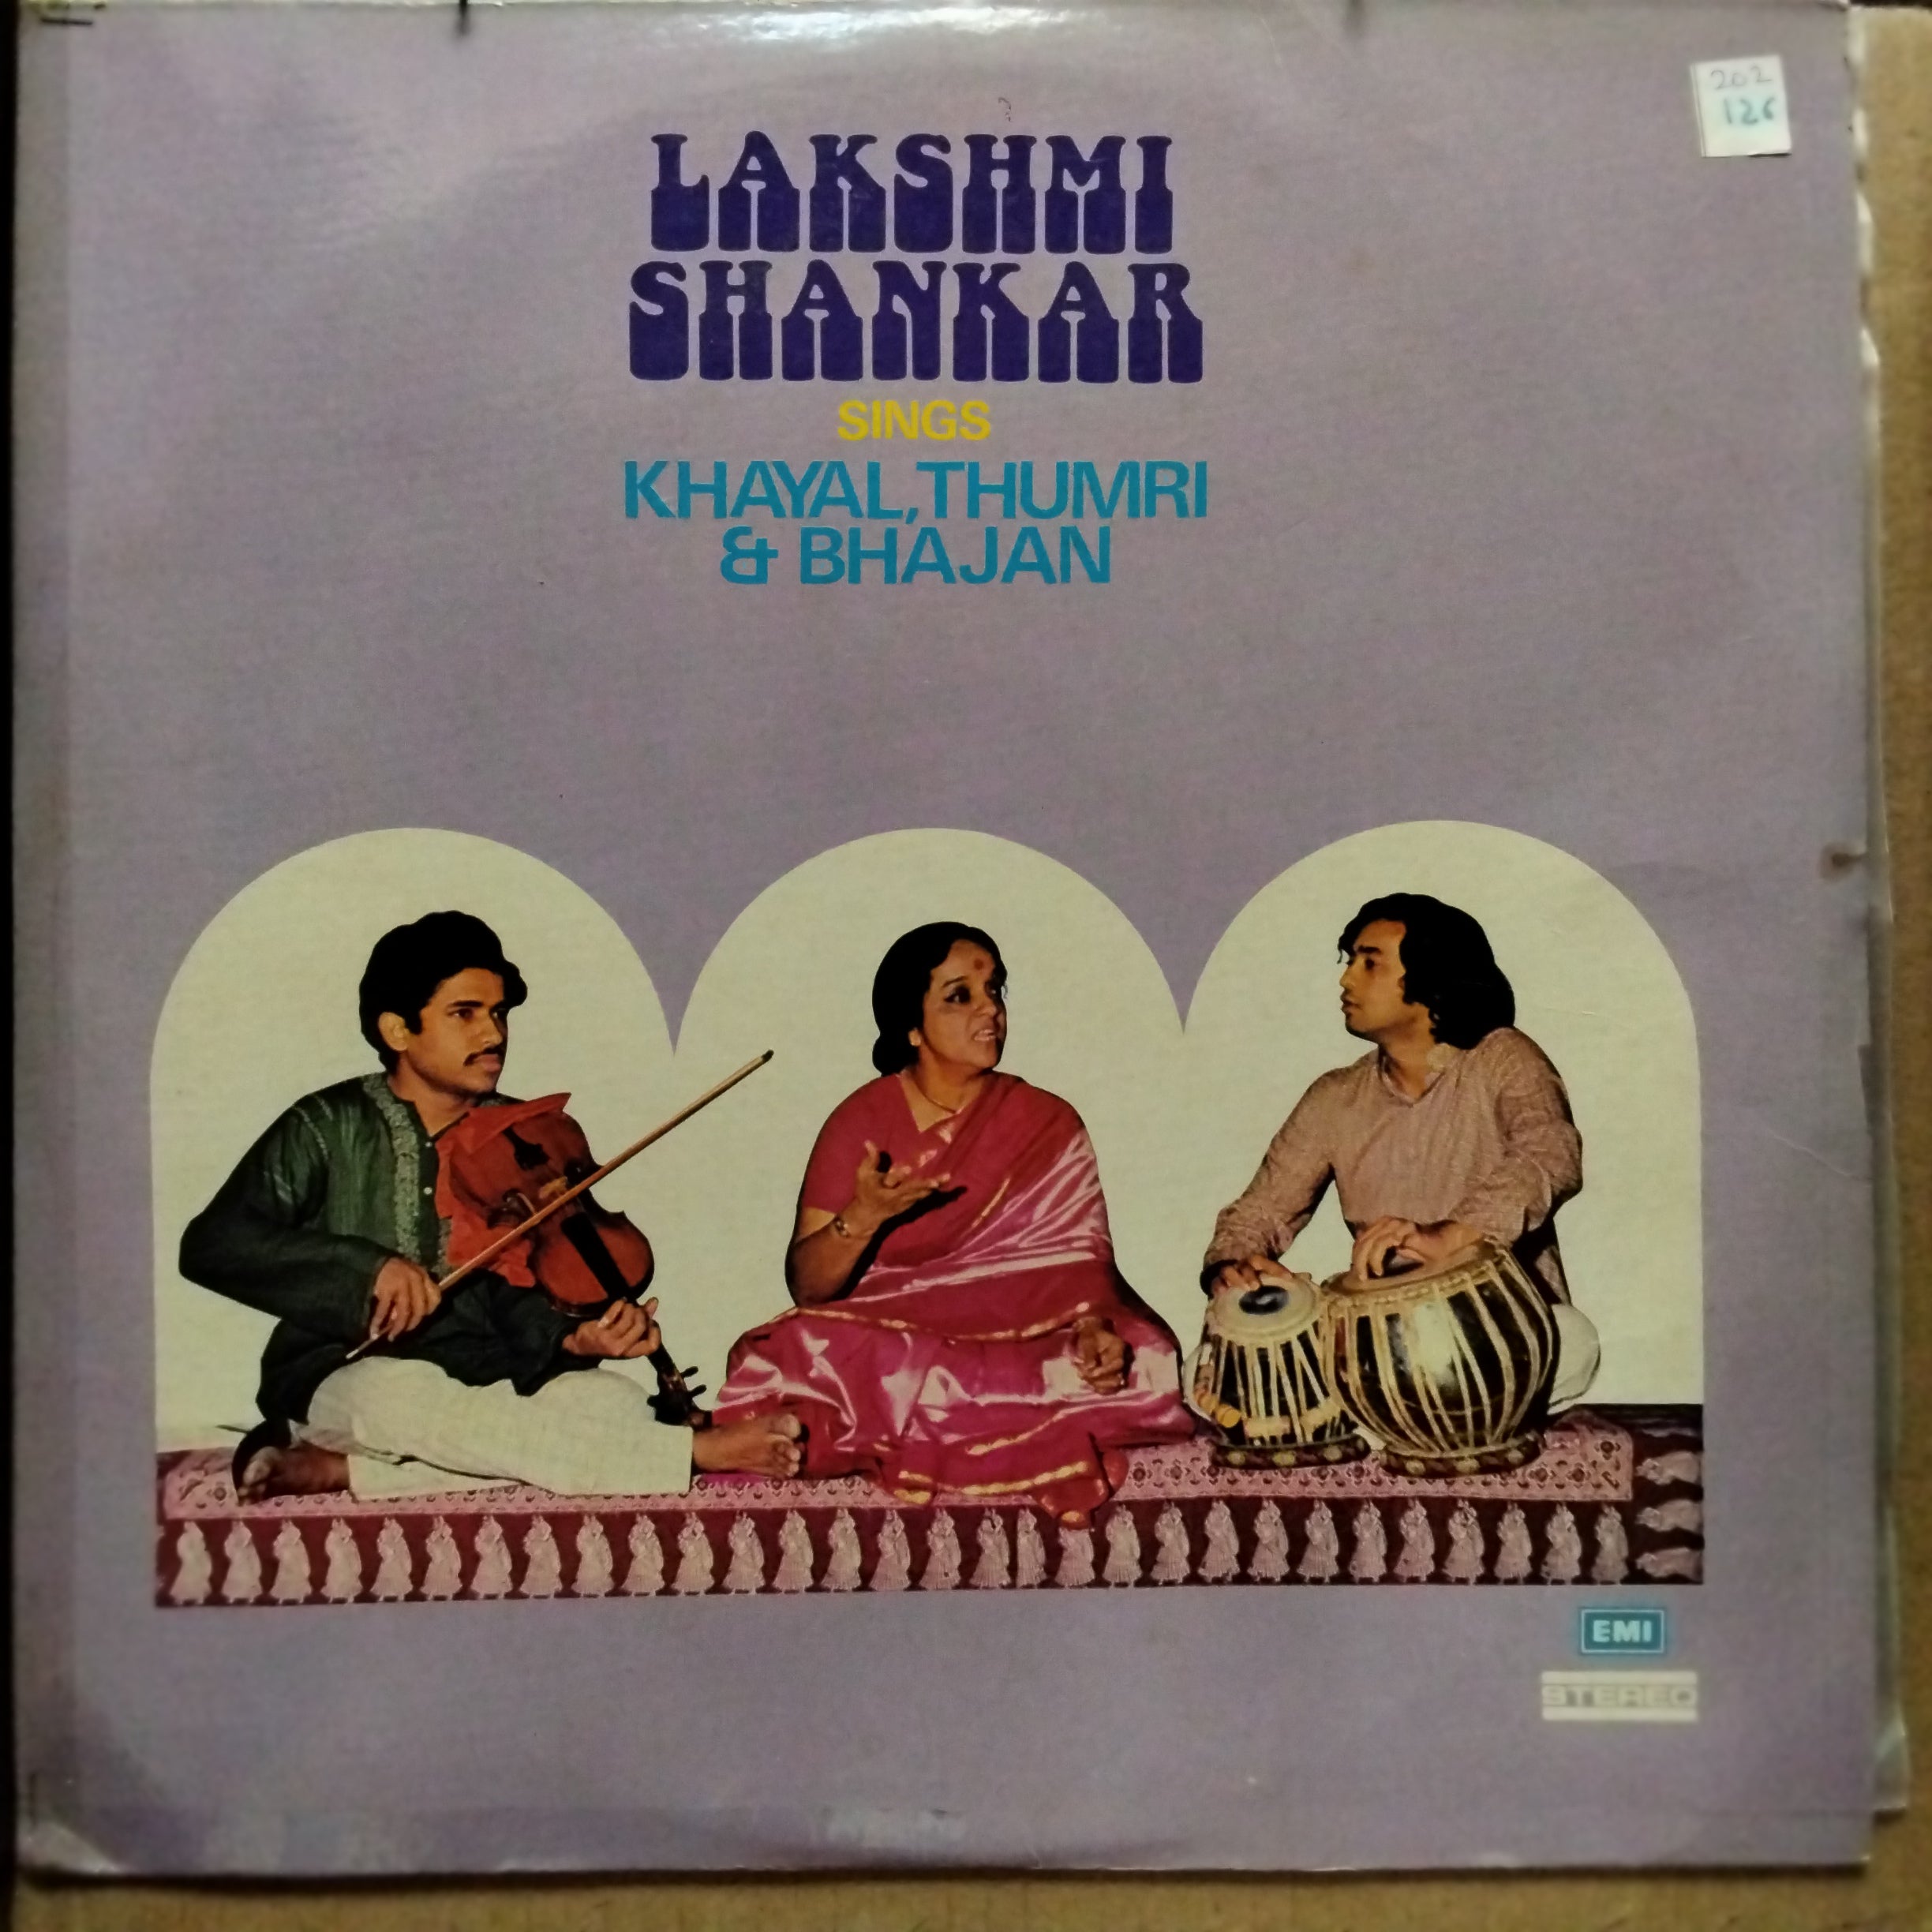 202
126
LAKSHMI
SHANKAR
SINGS
KHAYAL, THUMRI
& BHAJAN
EMI
STEREO